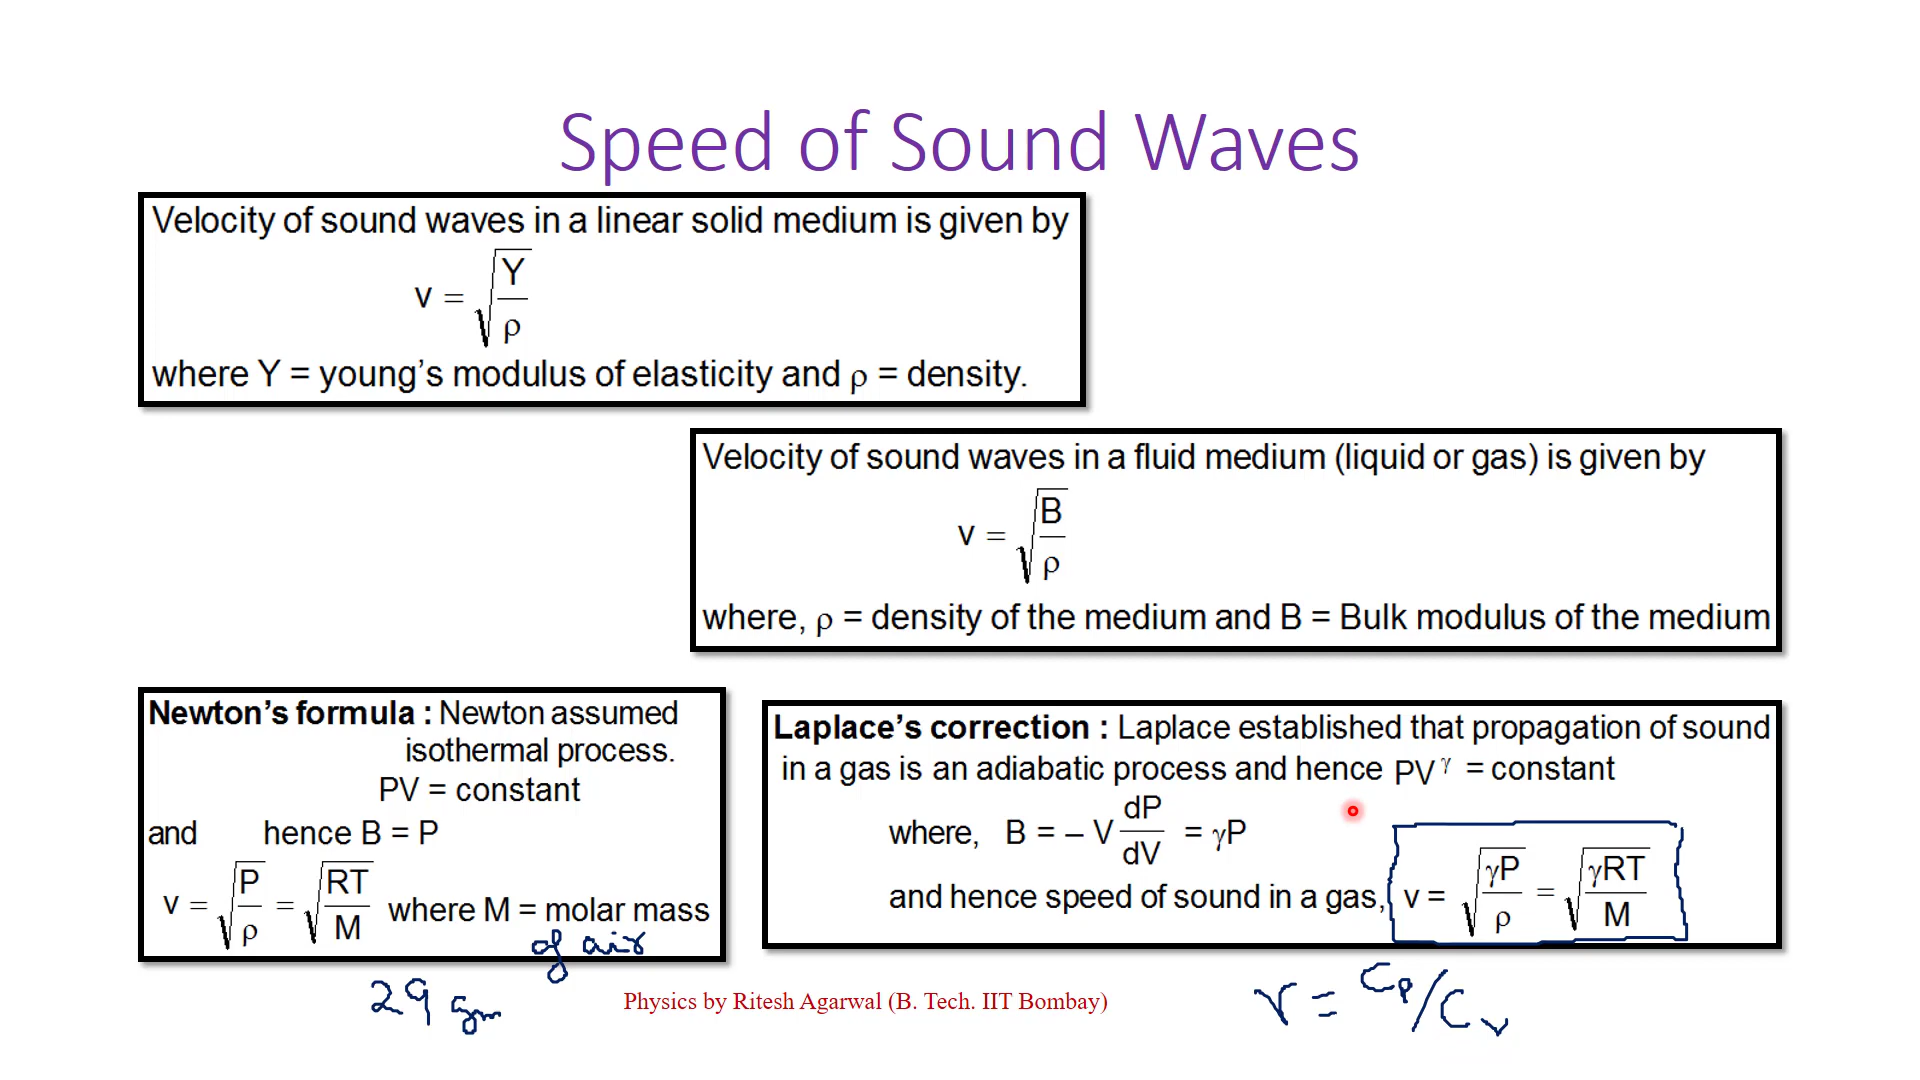 Speed of Sound Waves
Velocity of sound waves in a linear solid medium is given by
v = √(Y/ρ)
where Y = young’s modulus of elasticity and ρ = density.
Velocity of sound waves in a fluid medium (liquid or gas) is given by
v = √(B/ρ)
where, ρ = density of the medium and B = Bulk modulus of the medium
Newton’s formula : Newton assumed
isothermal process.
PV = constant
and hence B = P
v = √(P/ρ) = √(RT/M) where M = molar mass
of air
29 gm
Laplace’s correction : Laplace established that propagation of sound
in a gas is an adiabatic process and hence PV^γ = constant
where, B = – V dP/dV = γP
and hence speed of sound in a gas, v = √(γP/ρ) = √(γRT/M)
γ = Cp/Cv
Physics by Ritesh Agarwal (B. Tech. IIT Bombay)